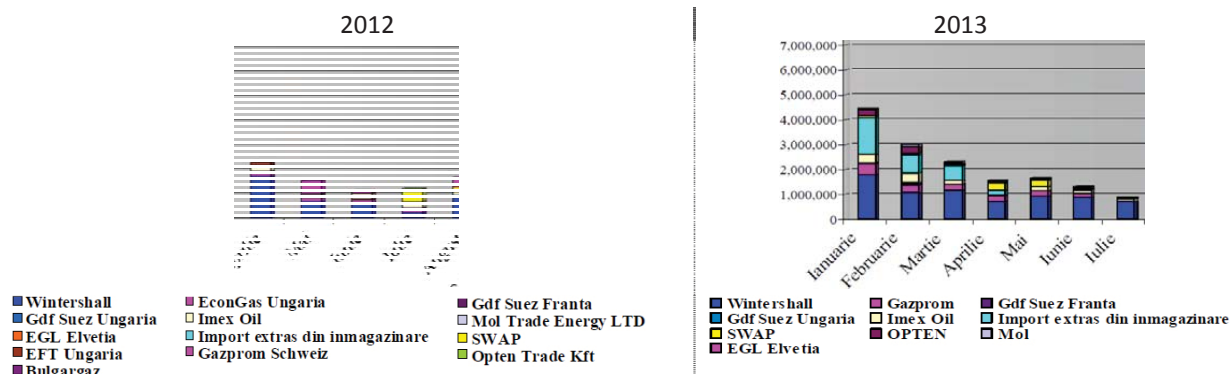 2012
Wintershall
Gdf Suez Ungaria
EGL Elvetia
EFT Ungaria
Bulgargaz
EconGas Ungaria
Imex Oil
Import extras din inmagazinare
Gazprom Schweiz
Gdf Suez Franta
Mol Trade Energy LTD
SWAP
Opten Trade Kft
2013
7,000,000
6,000,000
5,000,000
4,000,000
3,000,000
2,000,000
1,000,000
0
Ianuarie
Februarie
Martie
Aprilie
Mai
Iunie
Iulie
Wintershall
Gdf Suez Ungaria
SWAP
EGL Elvetia
Gazprom
Imex Oil
OPTEN
Gdf Suez Franta
Import extras din inmagazinare
Mol